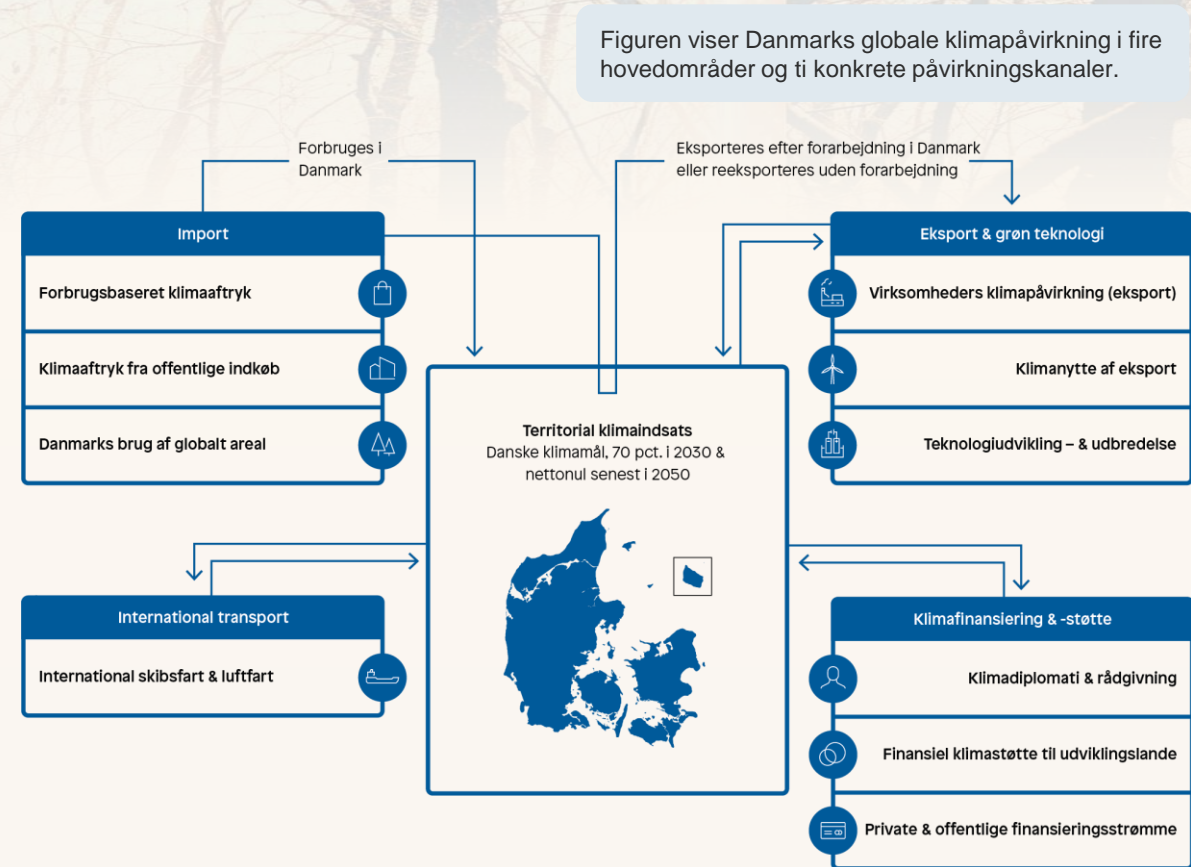 Figuren viser Danmarks globale klimapåvirkning i fire
hovedområder og ti konkrete påvirkningskanaler.
Forbruges i
Danmark
Eksporteres efter forarbejdning i Danmark
eller reeksporteres uden forarbejdning
Import
Forbrugsbaseret klimaaftryk
Klimaaftryk fra offentlige indkøb
Danmarks brug af globalt areal
Eksport & grøn teknologi
Virksomheders klimapåvirkning (eksport)
Klimanytte af eksport
Teknologiudvikling – & udbredelse
Territorial klimaindsats
Danske klimamål, 70 pct. i 2030 &
nettonul senest i 2050
International transport
International skibsfart & luftfart
Klimafinansiering & -støtte
Klimadiplomati & rådgivning
Finansiel klimastøtte til udviklingslande
Private & offentlige finansieringsstrømme